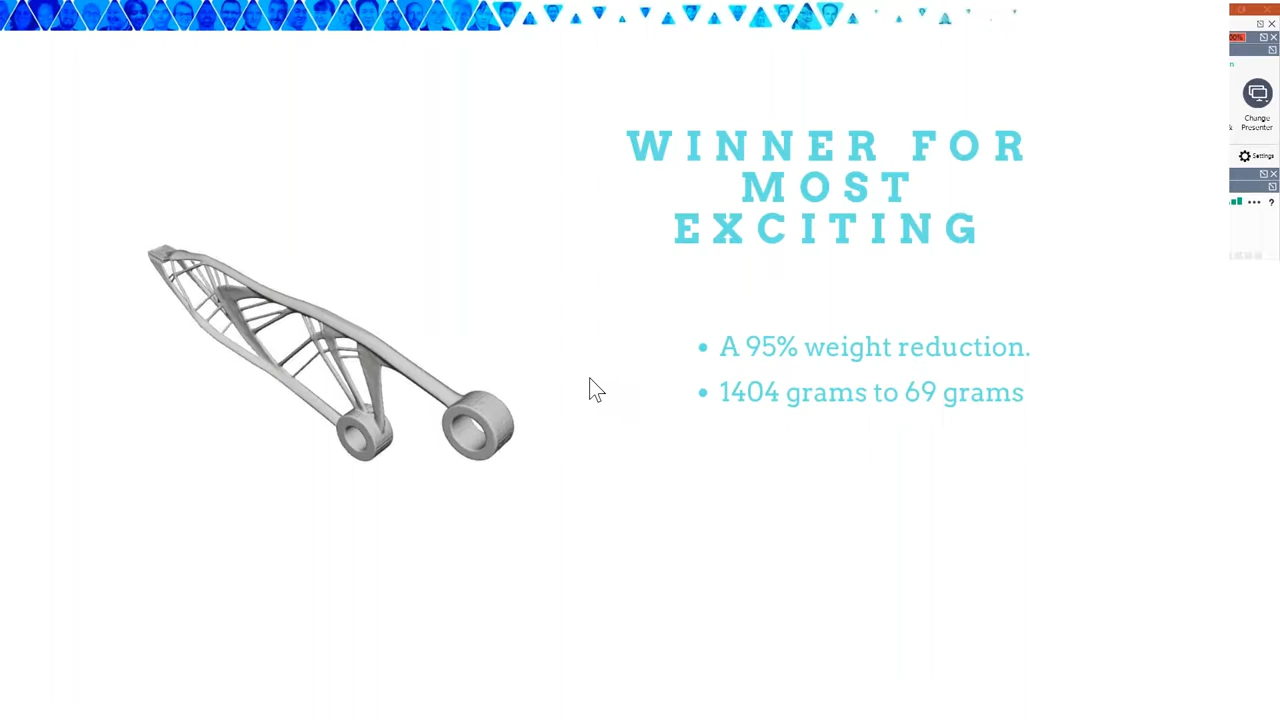 WINNER FOR
MOST
EXCITING
• A 95% weight reduction.
• 1404 grams to 69 grams
Change
Presenter
Settings
?